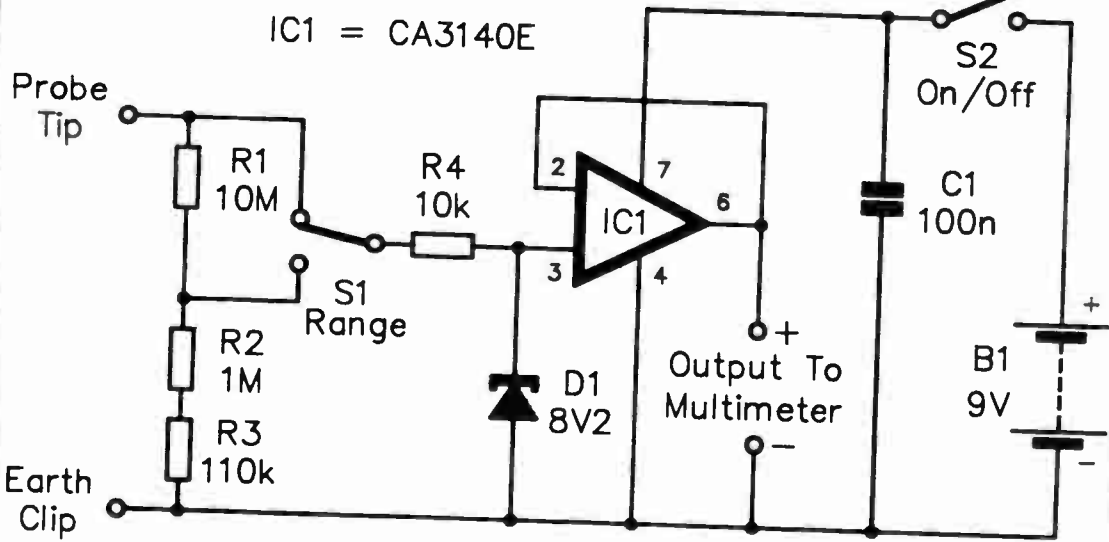 IC1 = CA3140E
S2
On/Off
Probe
Tip
R1
10M
R4
10k
2
7
6
IC1
3
4
C1
100n
S1
Range
R2
1M
D1
8V2
+
Output To
Multimeter
-
+
B1
9V
-
R3
110k
Earth
Clip